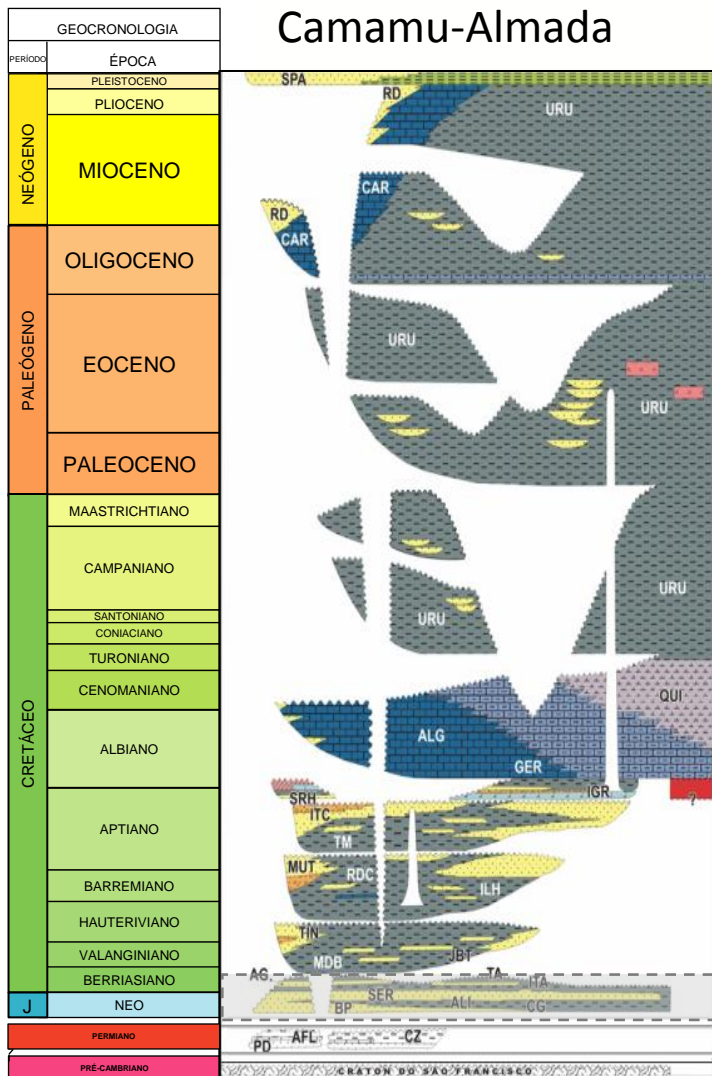 Camamu-Almada
GEOCRONOLOGIA
PERÍODO
ÉPOCA
NEÓGENO
PLEISTOCENO
PLIOCENO
MIOCENO
PALEÓGENO
OLIGOCENO
EOCENO
PALEOCENO
CRETÁCEO
MAASTRICHTIANO
CAMPANIANO
SANTONIANO
CONIACIANO
TURONIANO
CENOMANIANO
ALBIANO
APTIANO
BARREMIANO
HAUTERIVIANO
VALANGINIANO
BERRIASIANO
J
NEO
PERMIANO
PRÉ-CAMBRIANO
SPA
RD
URU
CAR
RD
CAR
URU
URU
URU
URU
QUI
ALG
GER
IGR
?
SRH
ITC
TM
MUT
RDC
ILH
TIN
MDB
JBT
AG
TA
ITA
SER
BP
ALI
CG
AFL
CZ
PD
CRATON DO SÃO FRANCISCO